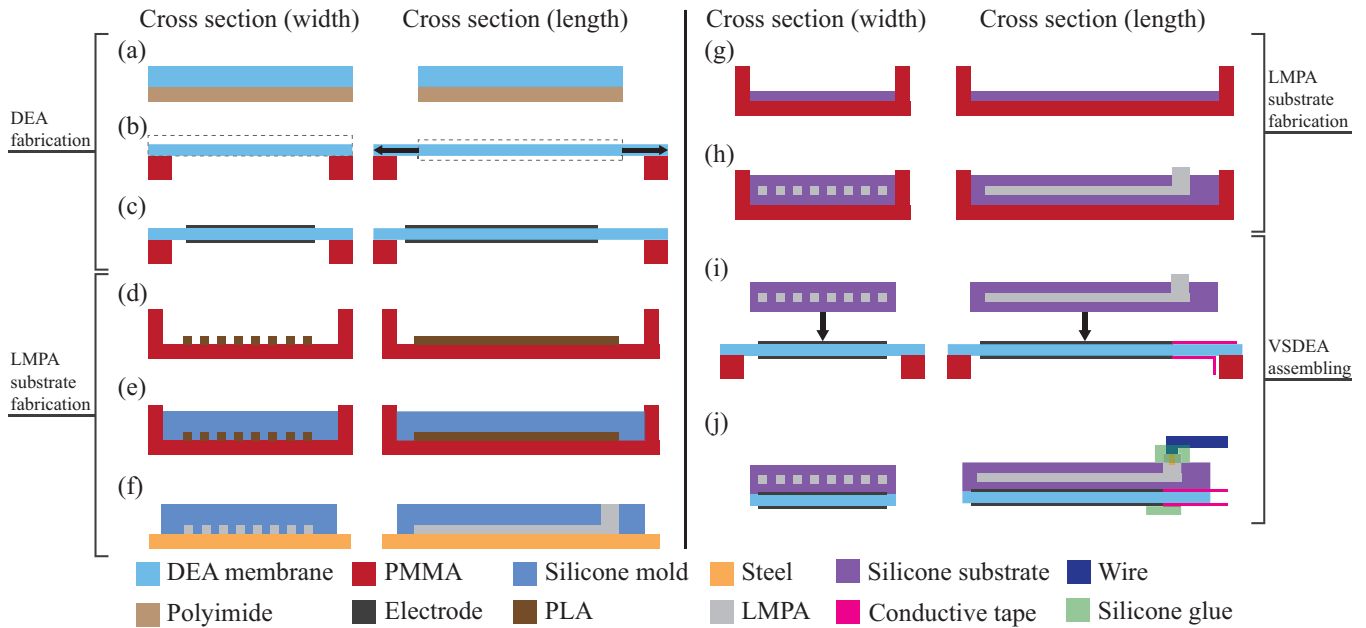 Cross section (width) Cross section (length)
(a)
DEA
fabrication
(b)
(c)
(d)
LMPA
substrate
fabrication
(e)
(f)
Cross section (width) Cross section (length)
(g)
LMPA
substrate
fabrication
(h)
(i)
VSDEA
assembling
(j)
DEA membrane PMMA Silicone mold Steel Silicone substrate Wire
Polyimide Electrode PLA LMPA Conductive tape Silicone glue